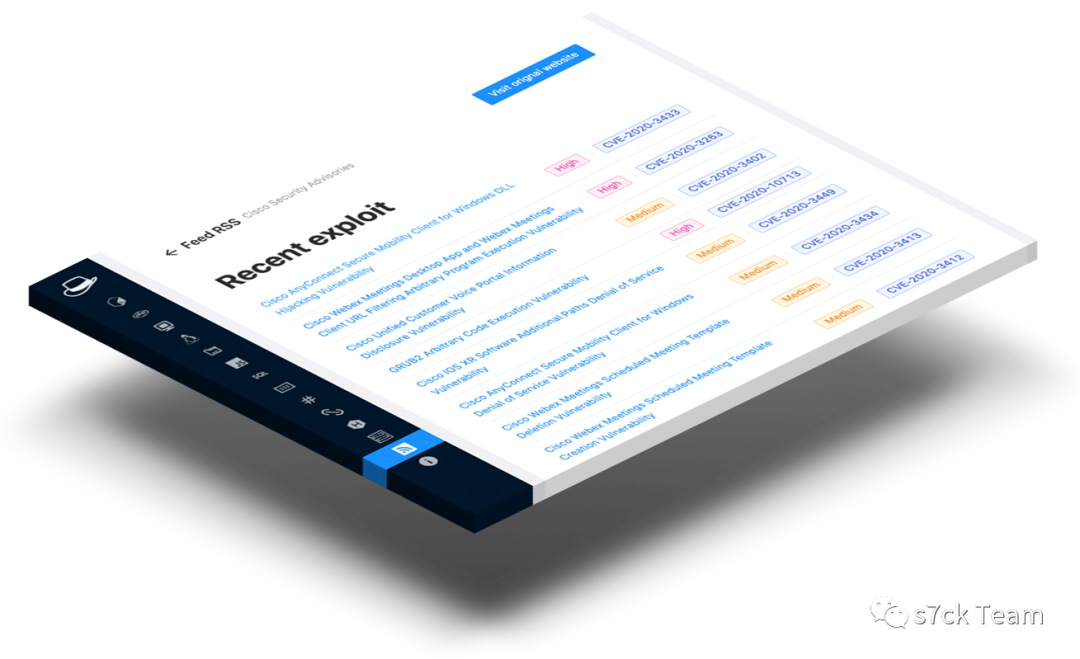 Visit orignal website
← Feed RSS Cisco Security Advisories
Recent exploit
Cisco AnyConnect Secure Mobility Client for Windows DLL
Hijacking Vulnerability
High
CVE-2020-3433
Cisco Webex Meetings Desktop App and Webex Meetings
Client URL Filtering Arbitrary Program Execution Vulnerability
High
CVE-2020-3263
Cisco Unified Customer Voice Portal Information
Disclosure Vulnerability
Medium
CVE-2020-3402
GRUB2 Arbitrary Code Execution Vulnerability
High
CVE-2020-10713
Cisco IOS XR Software Additional Paths Denial of Service
Vulnerability
Medium
CVE-2020-3449
Cisco AnyConnect Secure Mobility Client for Windows
Denial of Service Vulnerability
Medium
CVE-2020-3434
Cisco Webex Meetings Scheduled Meeting Template
Deletion Vulnerability
Medium
CVE-2020-3413
Cisco Webex Meetings Scheduled Meeting Template
Creation Vulnerability
Medium
CVE-2020-3412
SQL
#
s7ck Team